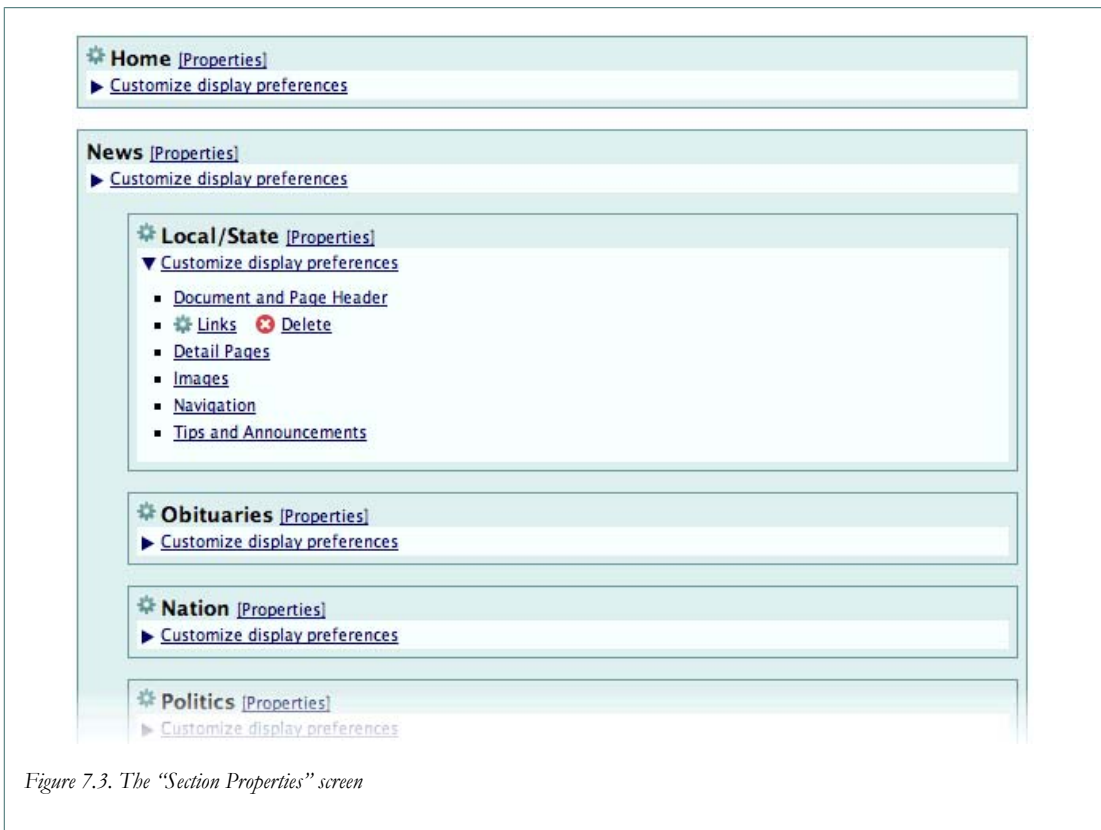 Home [Properties]
Customize display preferences
News [Properties]
Customize display preferences
Local/State [Properties]
Customize display preferences
Document and Page Header
Links Delete
Detail Pages
Images
Navigation
Tips and Announcements
Obituaries [Properties]
Customize display preferences
Nation [Properties]
Customize display preferences
Politics [Properties]
Customize display preferences
Figure 7.3. The “Section Properties” screen